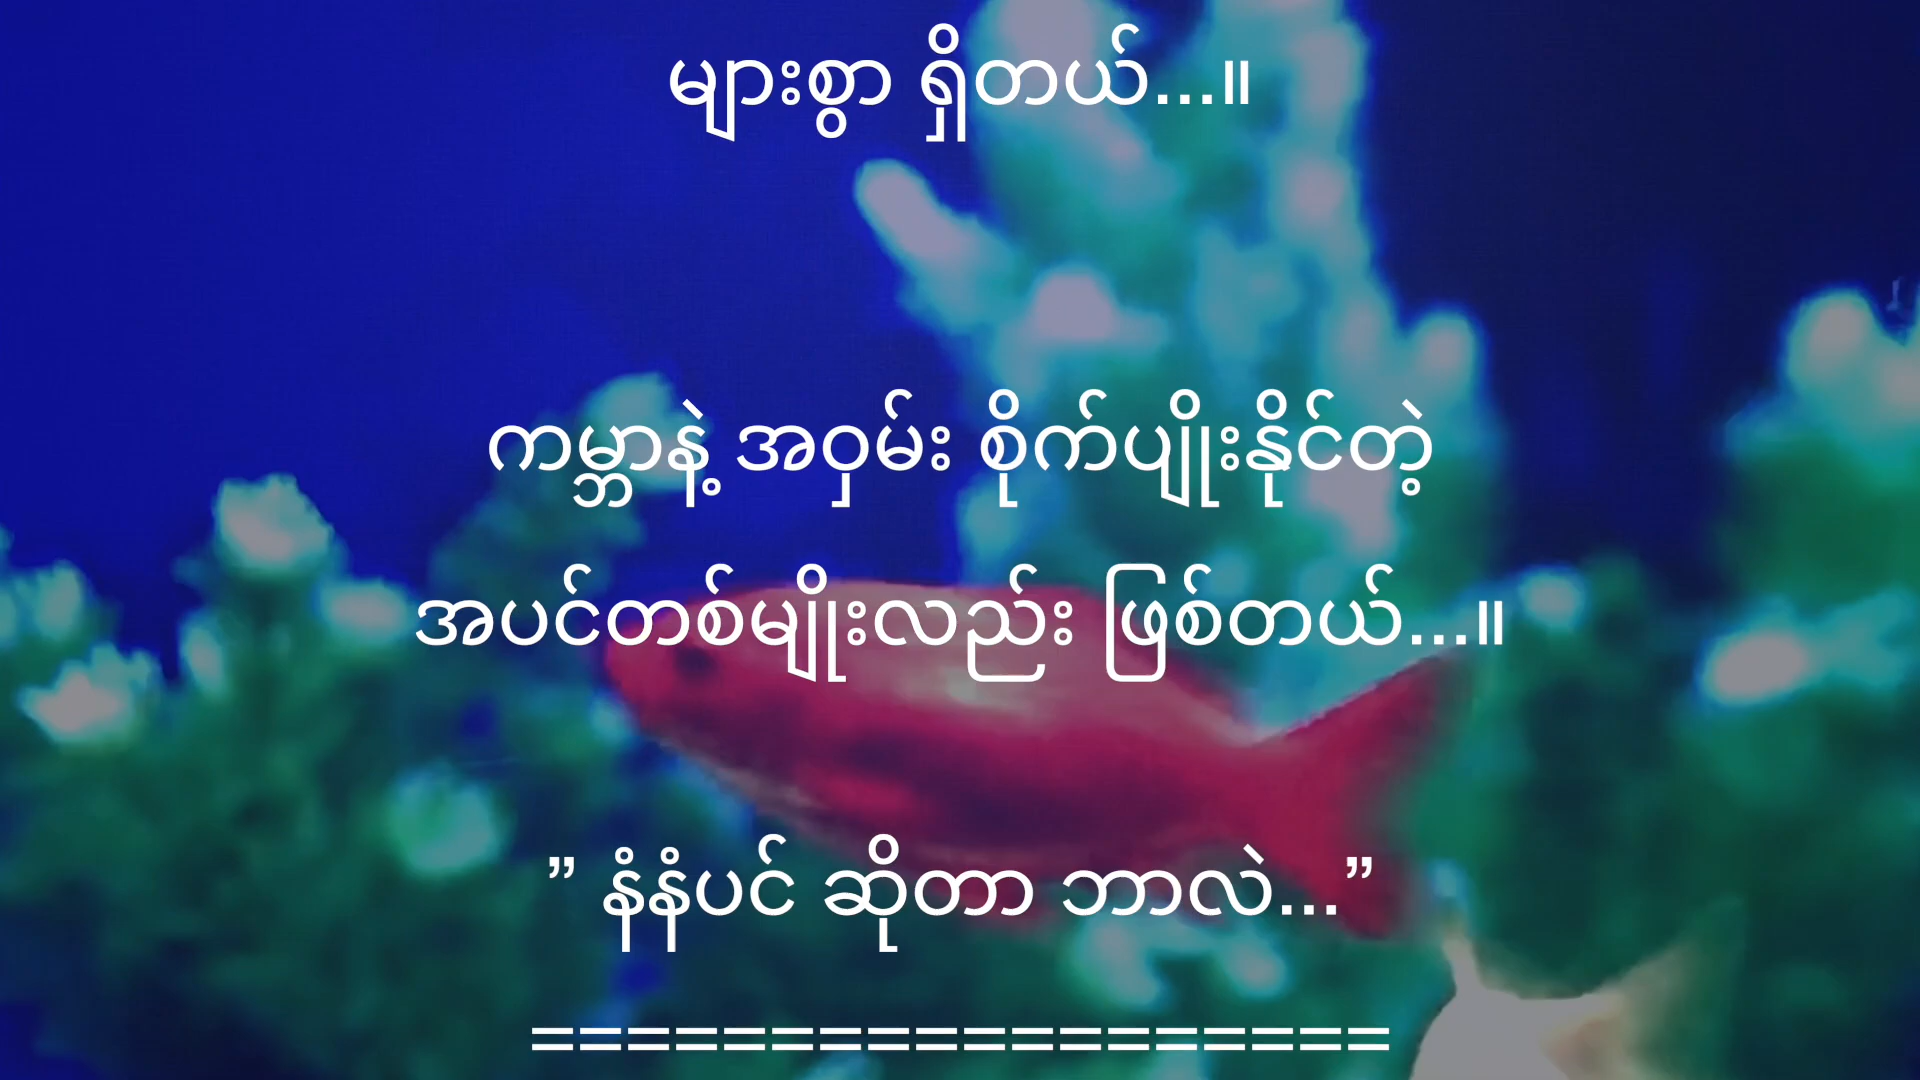 များစွာ ရှိတယ်...။
ကမ္ဘာနဲ့ အဝှမ်း စိုက်ပျိုးနိုင်တဲ့
အပင်တစ်မျိုးလည်း ဖြစ်တယ်...။
” နံနံပင် ဆိုတာ ဘာလဲ...”
==================